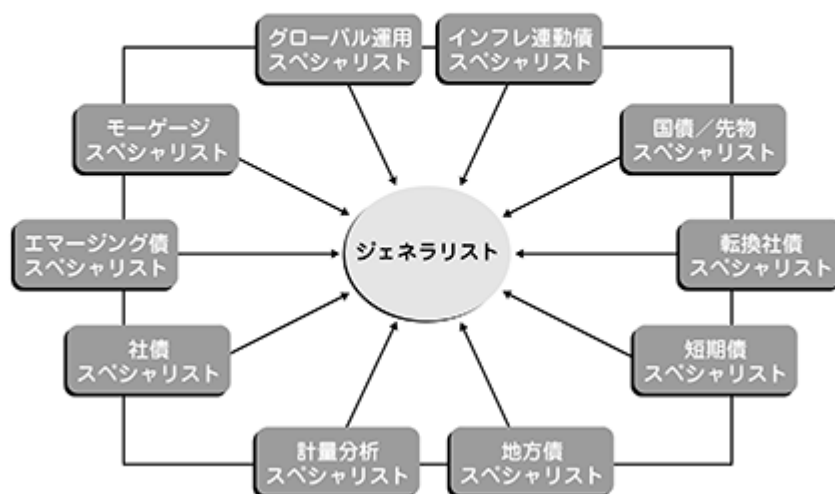 グローバル運用
スペシャリスト
インフレ連動債
スペシャリスト
モーゲージ
スペシャリスト
国債／先物
スペシャリスト
エマージング債
スペシャリスト
ジェネラリスト
転換社債
スペシャリスト
社債
スペシャリスト
短期債
スペシャリスト
計量分析
スペシャリスト
地方債
スペシャリスト